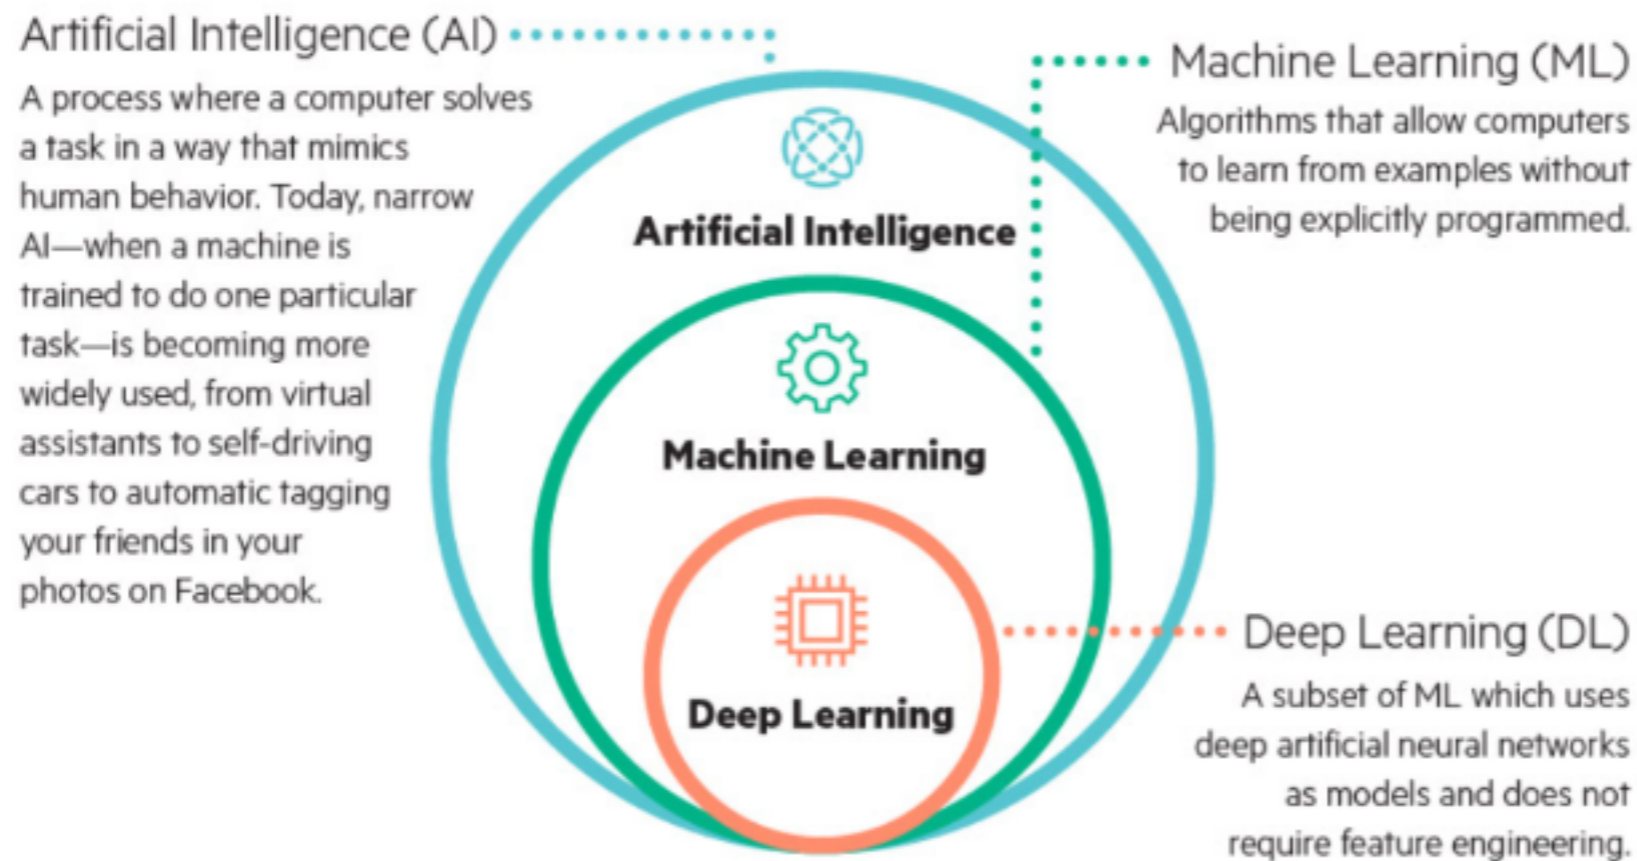 Artificial Intelligence (AI)
A process where a computer solves
a task in a way that mimics
human behavior. Today, narrow
AI—when a machine is
trained to do one particular
task—is becoming more
widely used, from virtual
assistants to self-driving
cars to automatic tagging
your friends in your
photos on Facebook.
Artificial Intelligence
Machine Learning
Deep Learning
Machine Learning (ML)
Algorithms that allow computers
to learn from examples without
being explicitly programmed.
Deep Learning (DL)
A subset of ML which uses
deep artificial neural networks
as models and does not
require feature engineering.